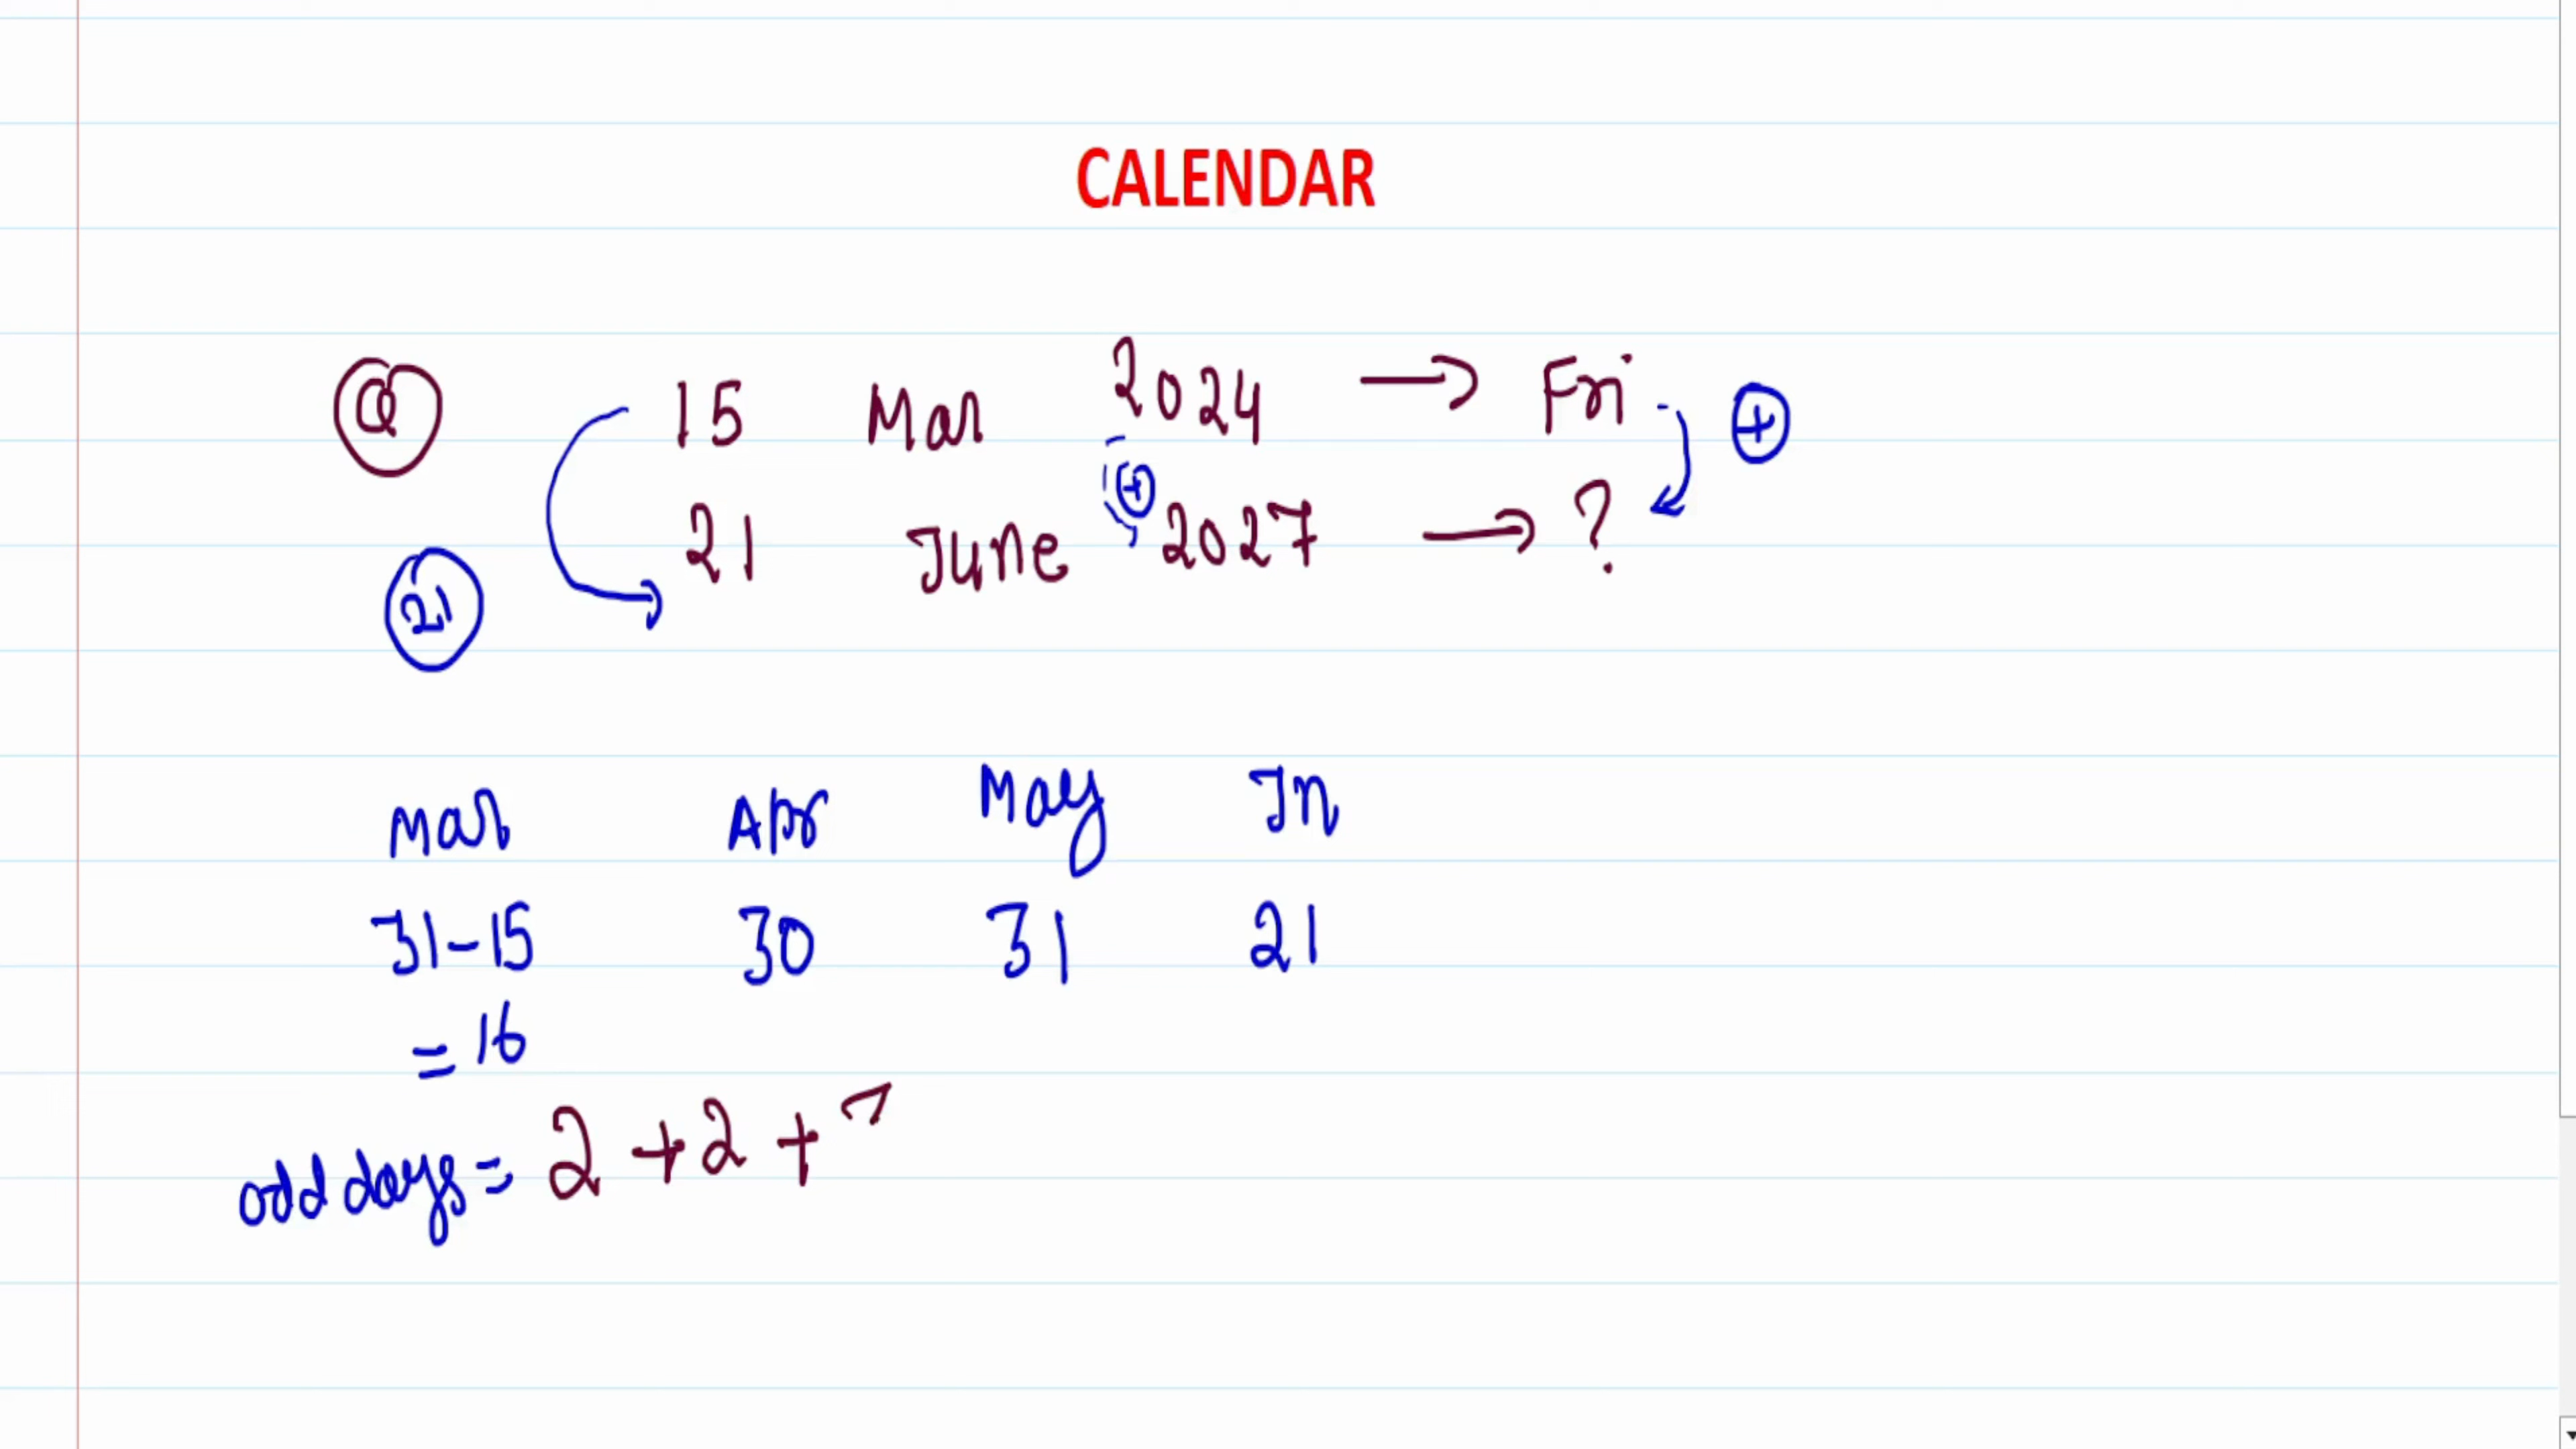 CALENDAR
Q 15 Mar 2024 → Fri +
+
21 June 2027 → ?
21
Mar Apr May Jn
31-15 30 31 21
= 16
odd days = 2 + 2 +